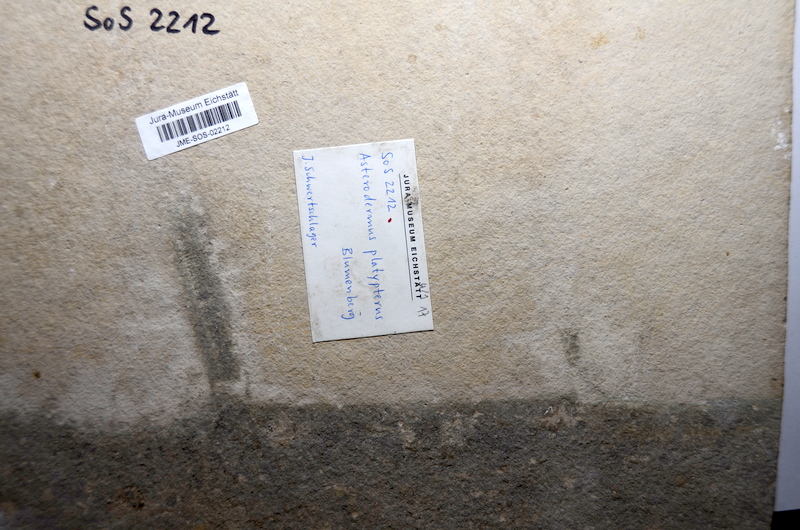 SoS 2212
Jura-Museum Eichstätt
JME-SOS-02212
JURA-MUSEUM EICHSTÄTT
SoS 2212
Asterodermus platypterus
Blumenberg
J. Schwertschlager